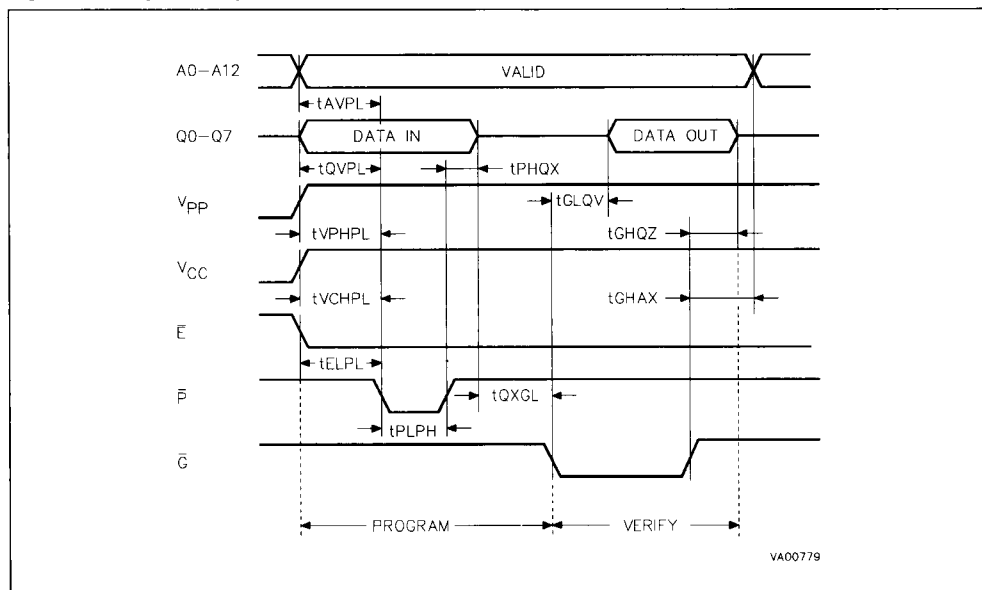 A0–A12
VALID
tAVPL
Q0–Q7
DATA IN
DATA OUT
tQVPL
tPHQX
VPP
tGLQV
tVPHPL
tGHQZ
VCC
tVCHPL
tGHAX
E̅
tELPL
P̅
tQXGL
tPLPH
G̅
PROGRAM
VERIFY
VA00779